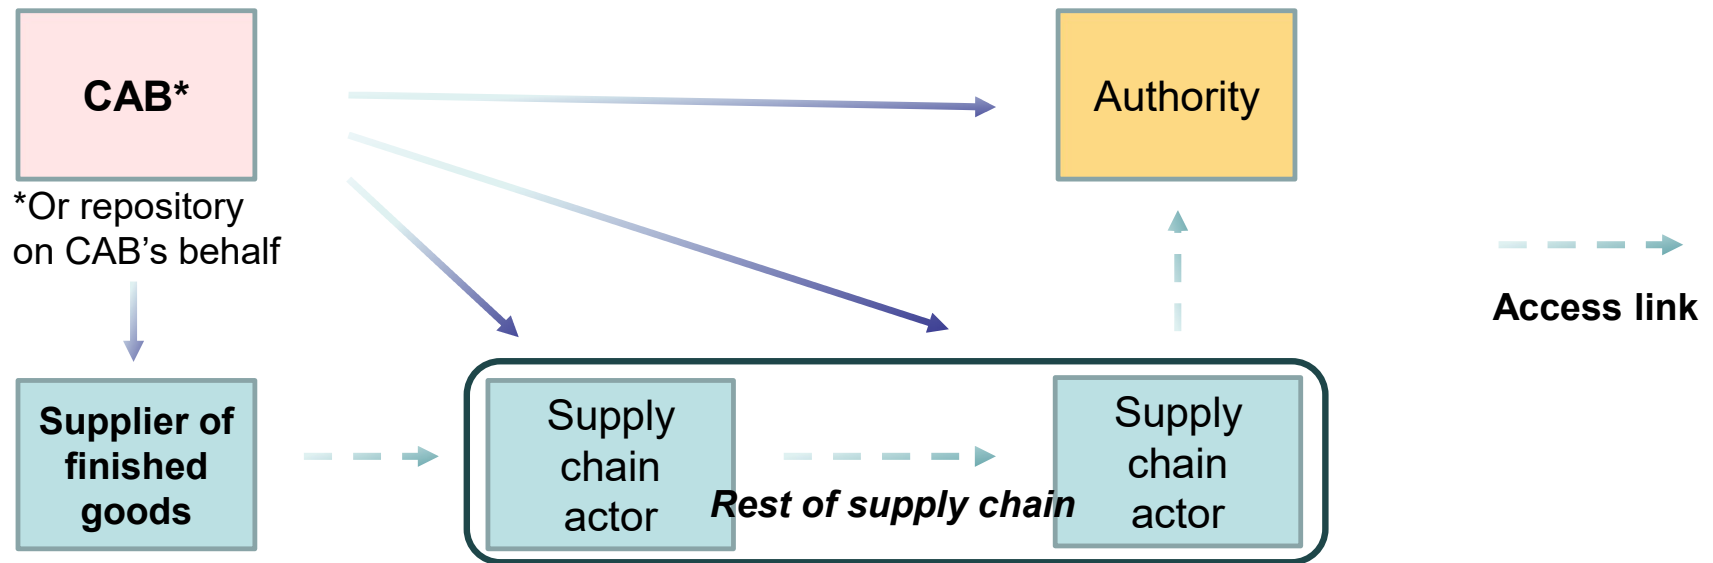 CAB*
Authority
*Or repository
on CAB's behalf
Access link
Supplier of
finished
goods
Supply
chain
actor
Rest of supply chain
Supply
chain
actor